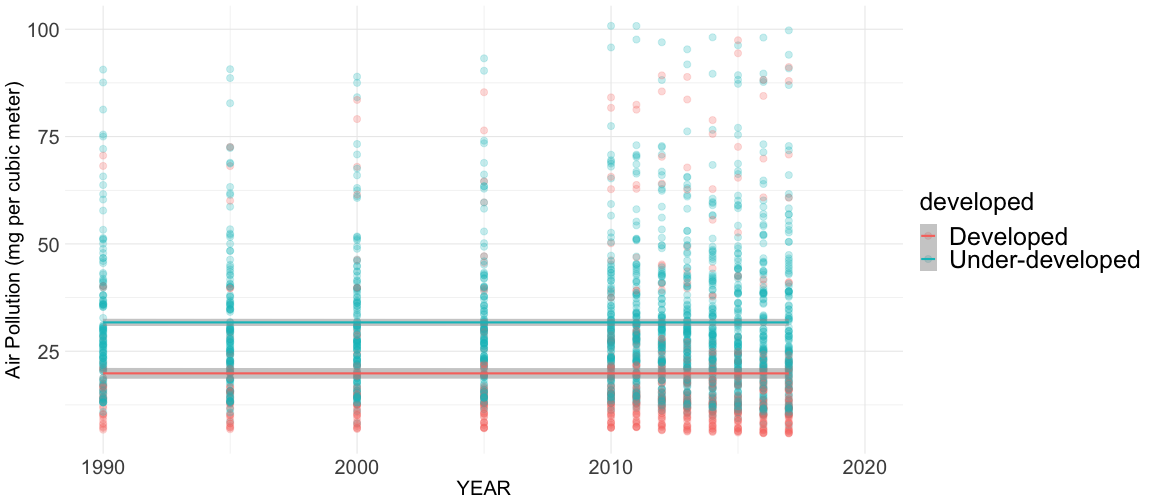 Air Pollution (mg per cubic meter)
100
75
50
25
1990
2000
2010
2020
YEAR
developed
Developed
Under-developed